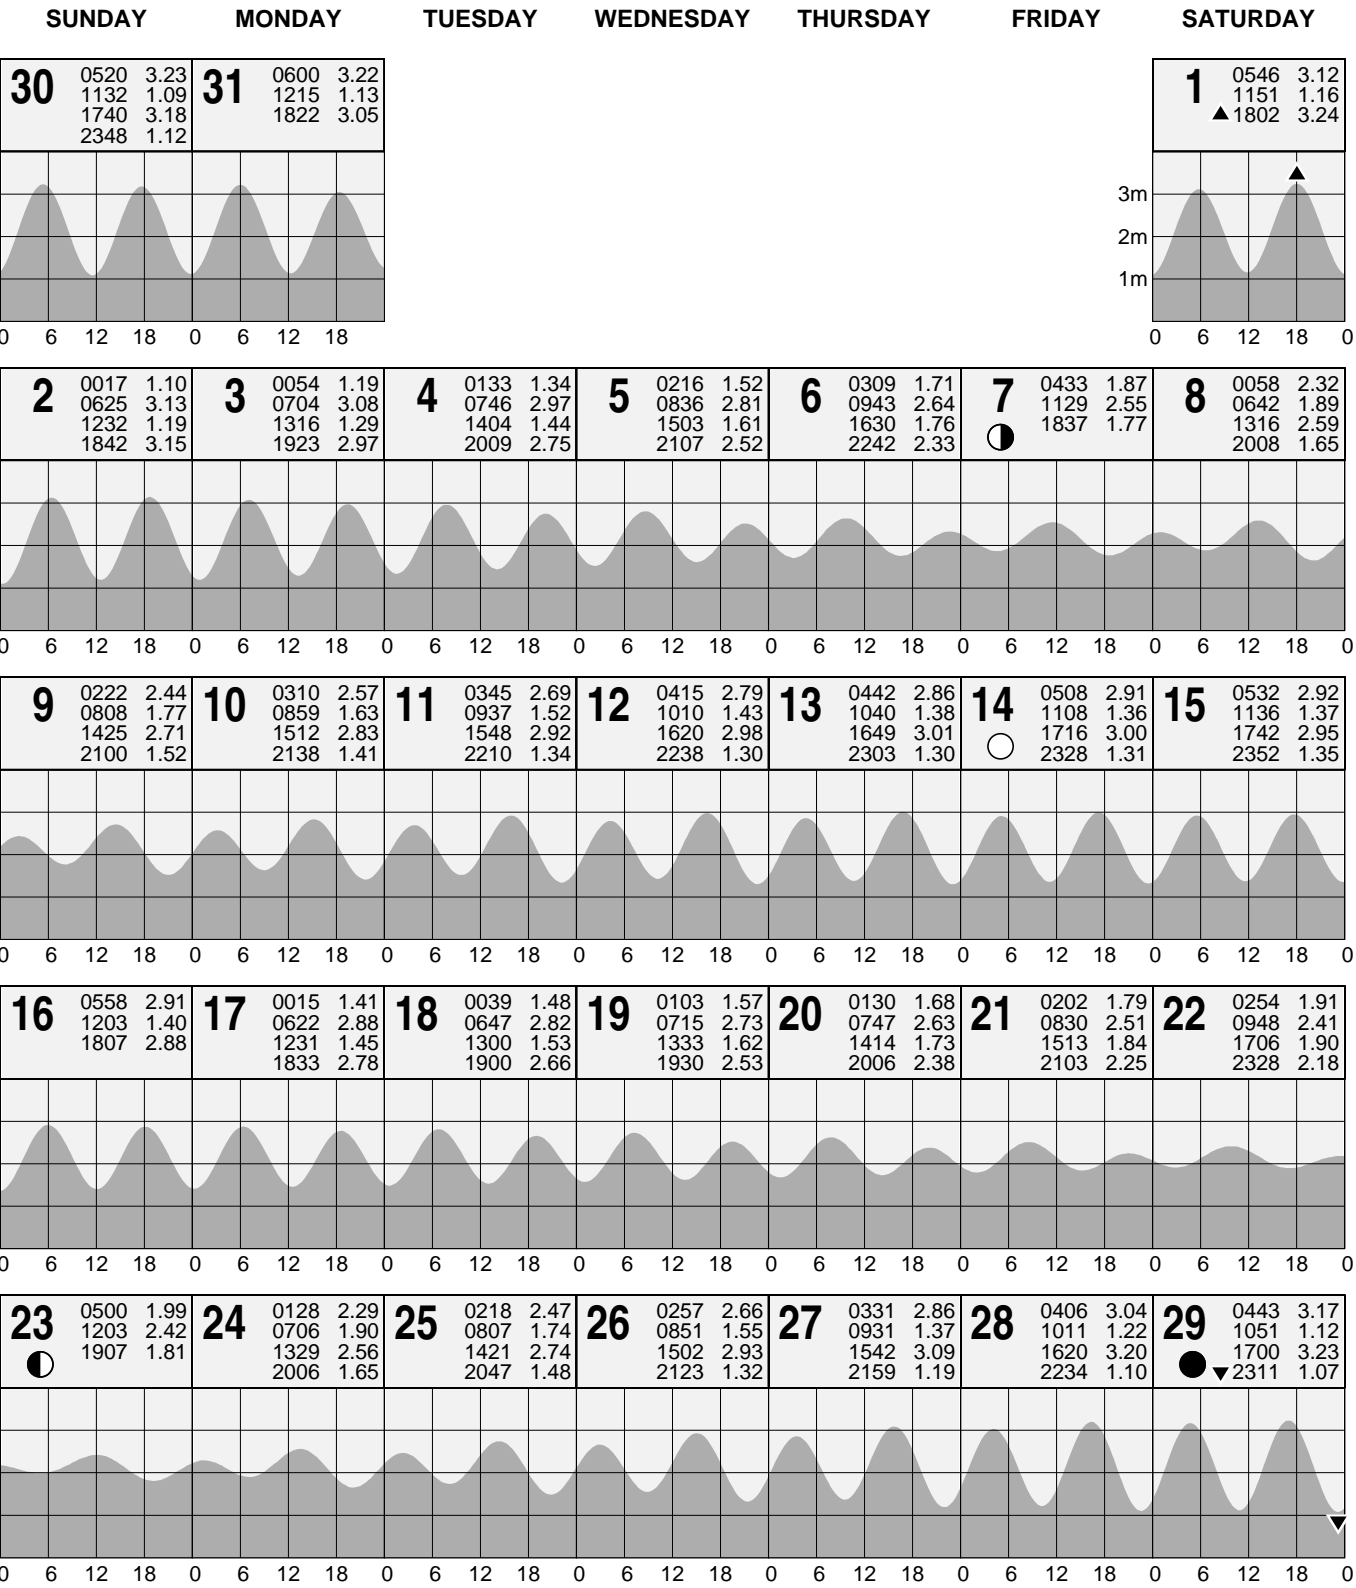 SUNDAY MONDAY TUESDAY WEDNESDAY THURSDAY FRIDAY SATURDAY
30 0520 3.23 31 0600 3.22 1 0546 3.12
1132 1.09 1215 1.13 1151 1.16
1740 3.18 1822 3.05 1802 3.24
2348 1.12
3m
2m
1m
0 6 12 18 0 6 12 18 0 6 12 18 0
2 0017 1.10 3 0054 1.19 4 0133 1.34 5 0216 1.52 6 0309 1.71 7 0433 1.87 8 0058 2.32
0625 3.13 0704 3.08 0746 2.97 0836 2.81 0943 2.64 1129 2.55 0642 1.89
1232 1.19 1316 1.29 1404 1.44 1503 1.61 1630 1.76 1837 1.77 1316 2.59
1842 3.15 1923 2.97 2009 2.75 2107 2.52 2242 2.33 2008 1.65
0 6 12 18 0 6 12 18 0 6 12 18 0 6 12 18 0 6 12 18 0 6 12 18 0 6 12 18 0
9 0222 2.44 10 0310 2.57 11 0345 2.69 12 0415 2.79 13 0442 2.86 14 0508 2.91 15 0532 2.92
0808 1.77 0859 1.63 0937 1.52 1010 1.43 1040 1.38 1108 1.36 1136 1.37
1425 2.71 1512 2.83 1548 2.92 1620 2.98 1649 3.01 1716 3.00 1742 2.95
2100 1.52 2138 1.41 2210 1.34 2238 1.30 2303 1.30 2328 1.31 2352 1.35
0 6 12 18 0 6 12 18 0 6 12 18 0 6 12 18 0 6 12 18 0 6 12 18 0 6 12 18 0
16 0558 2.91 17 0015 1.41 18 0039 1.48 19 0103 1.57 20 0130 1.68 21 0202 1.79 22 0254 1.91
1203 1.40 0622 2.88 0647 2.82 0715 2.73 0747 2.63 0830 2.51 0948 2.41
1807 2.88 1231 1.45 1300 1.53 1333 1.62 1414 1.73 1513 1.84 1706 1.90
1833 2.78 1900 2.66 1930 2.53 2006 2.38 2103 2.25 2328 2.18
0 6 12 18 0 6 12 18 0 6 12 18 0 6 12 18 0 6 12 18 0 6 12 18 0 6 12 18 0
23 0500 1.99 24 0128 2.29 25 0218 2.47 26 0257 2.66 27 0331 2.86 28 0406 3.04 29 0443 3.17
1203 2.42 0706 1.90 0807 1.74 0851 1.55 0931 1.37 1011 1.22 1051 1.12
1907 1.81 1329 2.56 1421 2.74 1502 2.93 1542 3.09 1620 3.20 1700 3.23
2006 1.65 2047 1.48 2123 1.32 2159 1.19 2234 1.10 2311 1.07
0 6 12 18 0 6 12 18 0 6 12 18 0 6 12 18 0 6 12 18 0 6 12 18 0 6 12 18 0